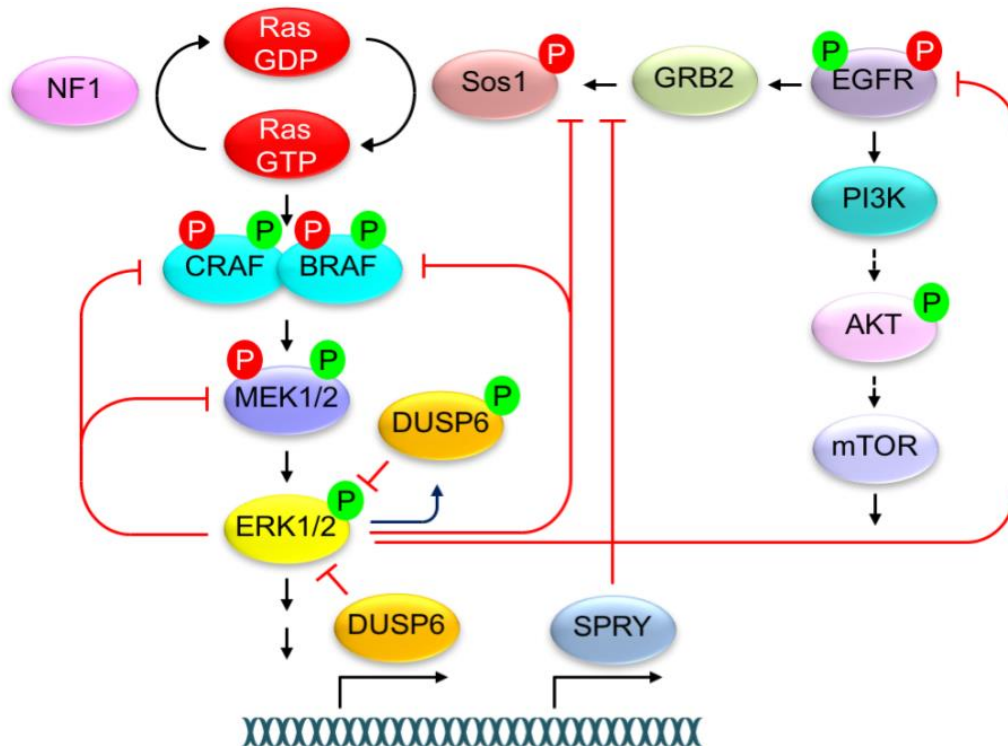 Ras
GDP
NF1
Ras
GTP
Sos1
P
GRB2
P
P
EGFR
PI3K
P
P
P
P
CRAF
BRAF
P
AKT
P
P
MEK1/2
P
DUSP6
mTOR
P
ERK1/2
DUSP6
SPRY